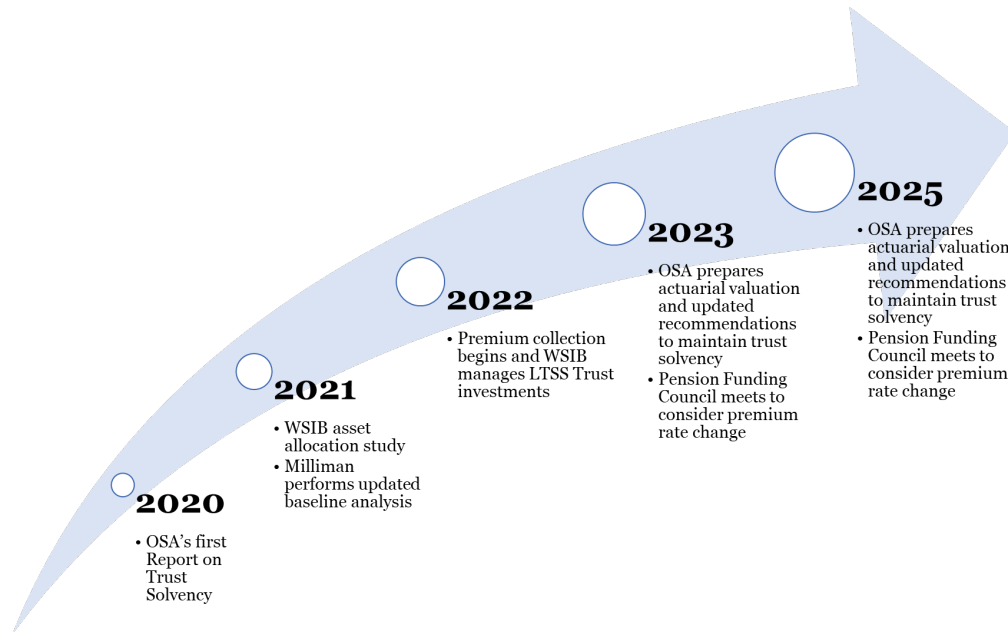 2020
• OSA's first
Report on
Trust
Solvency
2021
• WSIB asset
allocation study
• Milliman
performs updated
baseline analysis
2022
• Premium collection
begins and WSIB
manages LTSS Trust
investments
2023
• OSA prepares
actuarial valuation
and updated
recommendations
to maintain trust
solvency
• Pension Funding
Council meets to
consider premium
rate change
2025
• OSA prepares
actuarial valuation
and updated
recommendations
to maintain trust
solvency
• Pension Funding
Council meets to
consider premium
rate change